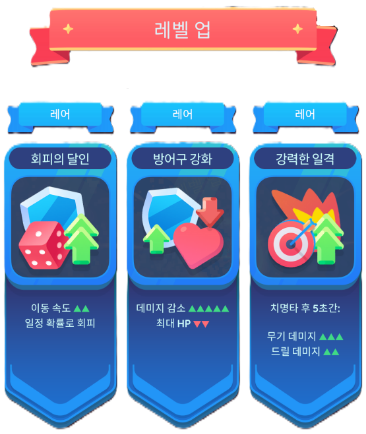 레벨 업
레어
레어
레어
회피의 달인
방어구 강화
강력한 일격
이동 속도 ▲▲
일정 확률로 회피
데미지 감소 ▲▲▲▲▲
최대 HP ▼▼
치명타 후 5초간:
무기 데미지 ▲▲▲
드릴 데미지 ▲▲